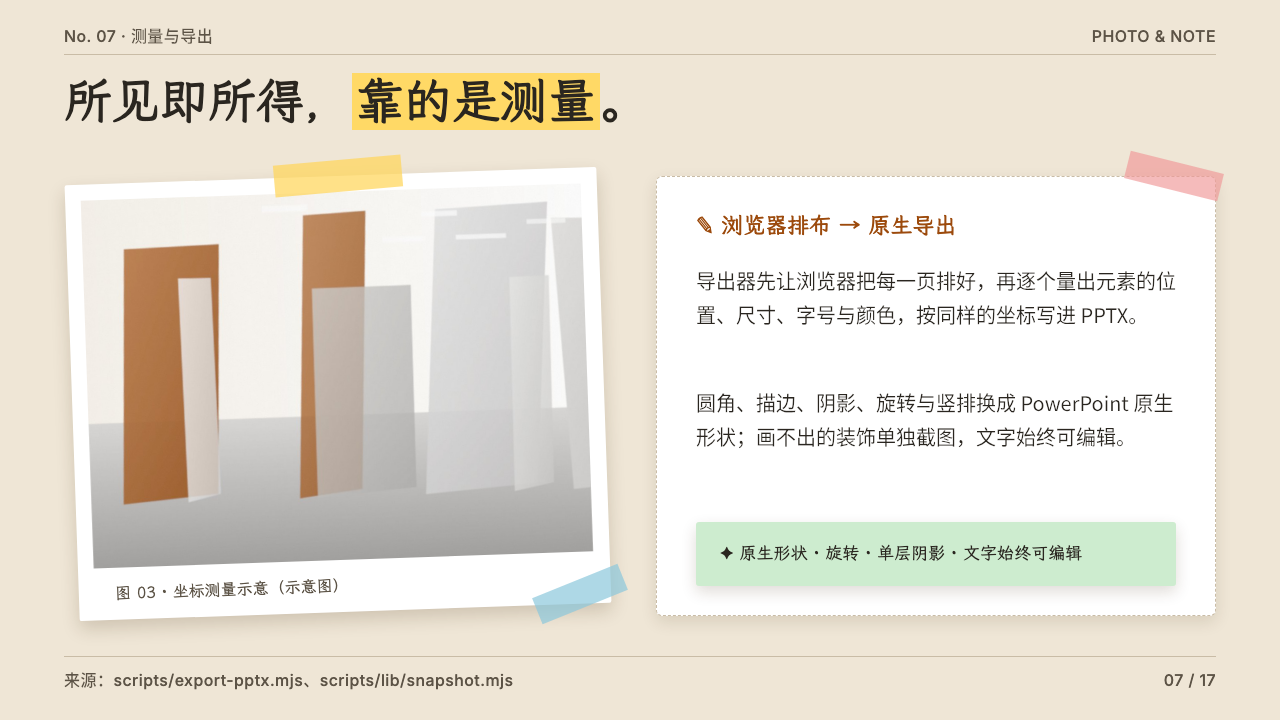 No. 07 · 测量与导出
PHOTO & NOTE
所见即所得，靠的是测量。
图 03 · 坐标测量示意（示意图）
✎ 浏览器排布 → 原生导出
导出器先让浏览器把每一页排好，再逐个量出元素的位
置、尺寸、字号与颜色，按同样的坐标写进 PPTX。
圆角、描边、阴影、旋转与竖排换成 PowerPoint 原生
形状；画不出的装饰单独截图，文字始终可编辑。
✦ 原生形状 · 旋转 · 单层阴影 · 文字始终可编辑
来源：scripts/export-pptx.mjs、scripts/lib/snapshot.mjs
07 / 17